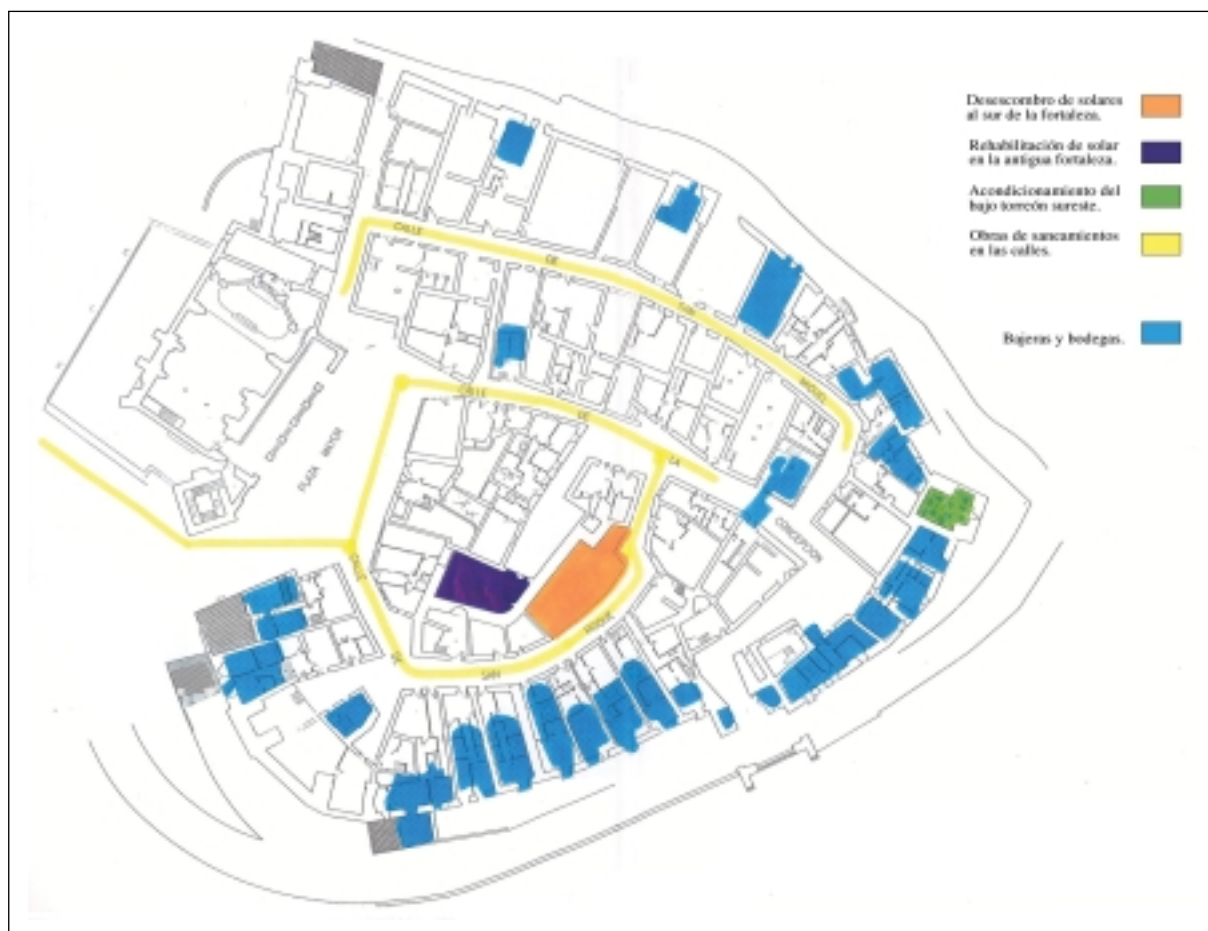 Desescombro de solares
al sur de la fortaleza.
Rehabilitación de solar
en la antigua fortaleza.
Acondicionamiento del
bajo torreón sureste.
Obras de saneamientos
en las calles.
Bajeras y bodegas.
CALLE DE SAN MIGUEL
CALLE DE LA CONCEPCION
PLAZA MAYOR
CALLE DE SAN ROQUE